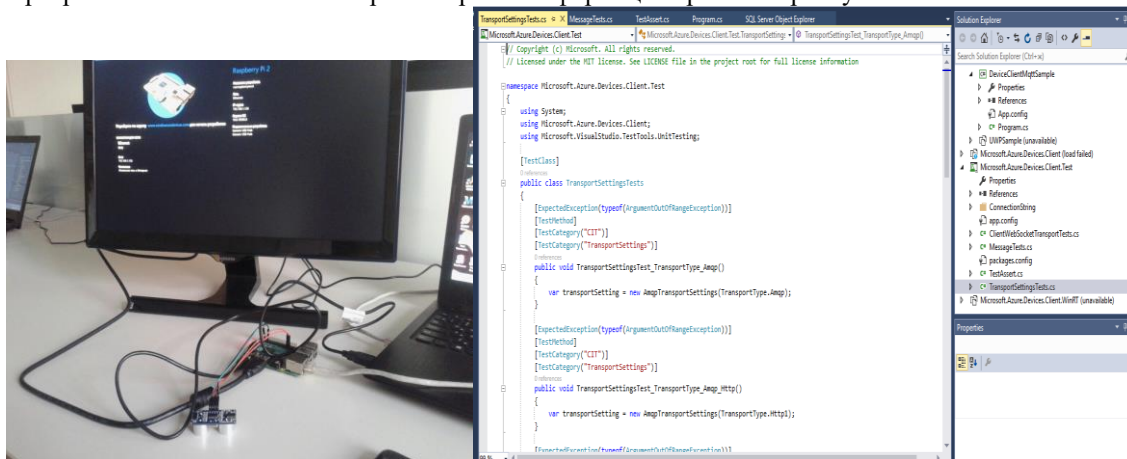 Raspberry Pi 2
TransportSettingsTests.cs
MessageTests.cs
TestAssert.cs
Program.cs
SQL Server Object Explorer
Microsoft.Azure.Devices.Client.Test
TransportSettingsTest_TransportType_Amqp()
// Copyright (c) Microsoft. All rights reserved.
// Licensed under the MIT license. See LICENSE file in the project root for full license information
namespace Microsoft.Azure.Devices.Client.Test
{
using System;
using Microsoft.Azure.Devices.Client;
using Microsoft.VisualStudio.TestTools.UnitTesting;
[TestClass]
0 references
public class TransportSettingsTests
{
[ExpectedException(typeof(ArgumentOutOfRangeException))]
[TestMethod]
[TestCategory("CIT")]
[TestCategory("TransportSettings")]
0 references
public void TransportSettingsTest_TransportType_Amqp()
{
var transportSetting = new AmqpTransportSettings(TransportType.Amqp);
}
[ExpectedException(typeof(ArgumentOutOfRangeException))]
[TestMethod]
[TestCategory("CIT")]
[TestCategory("TransportSettings")]
0 references
public void TransportSettingsTest_TransportType_Amqp_Http()
{
var transportSetting = new AmqpTransportSettings(TransportType.Http1);
}
[ExpectedException(typeof(ArgumentOutOfRangeException))]
Solution Explorer
Search Solution Explorer (Ctrl+ж)
DeviceClientMqttSample
Properties
References
App.config
C# Program.cs
UWPSample (unavailable)
Microsoft.Azure.Devices.Client (load failed)
Microsoft.Azure.Devices.Client.Test
Properties
References
ConnectionString
app.config
C# ClientWebSocketTransportTests.cs
C# MessageTests.cs
packages.config
C# TestAssert.cs
C# TransportSettingsTests.cs
Microsoft.Azure.Devices.Client.WinRT (unavailable)
Properties